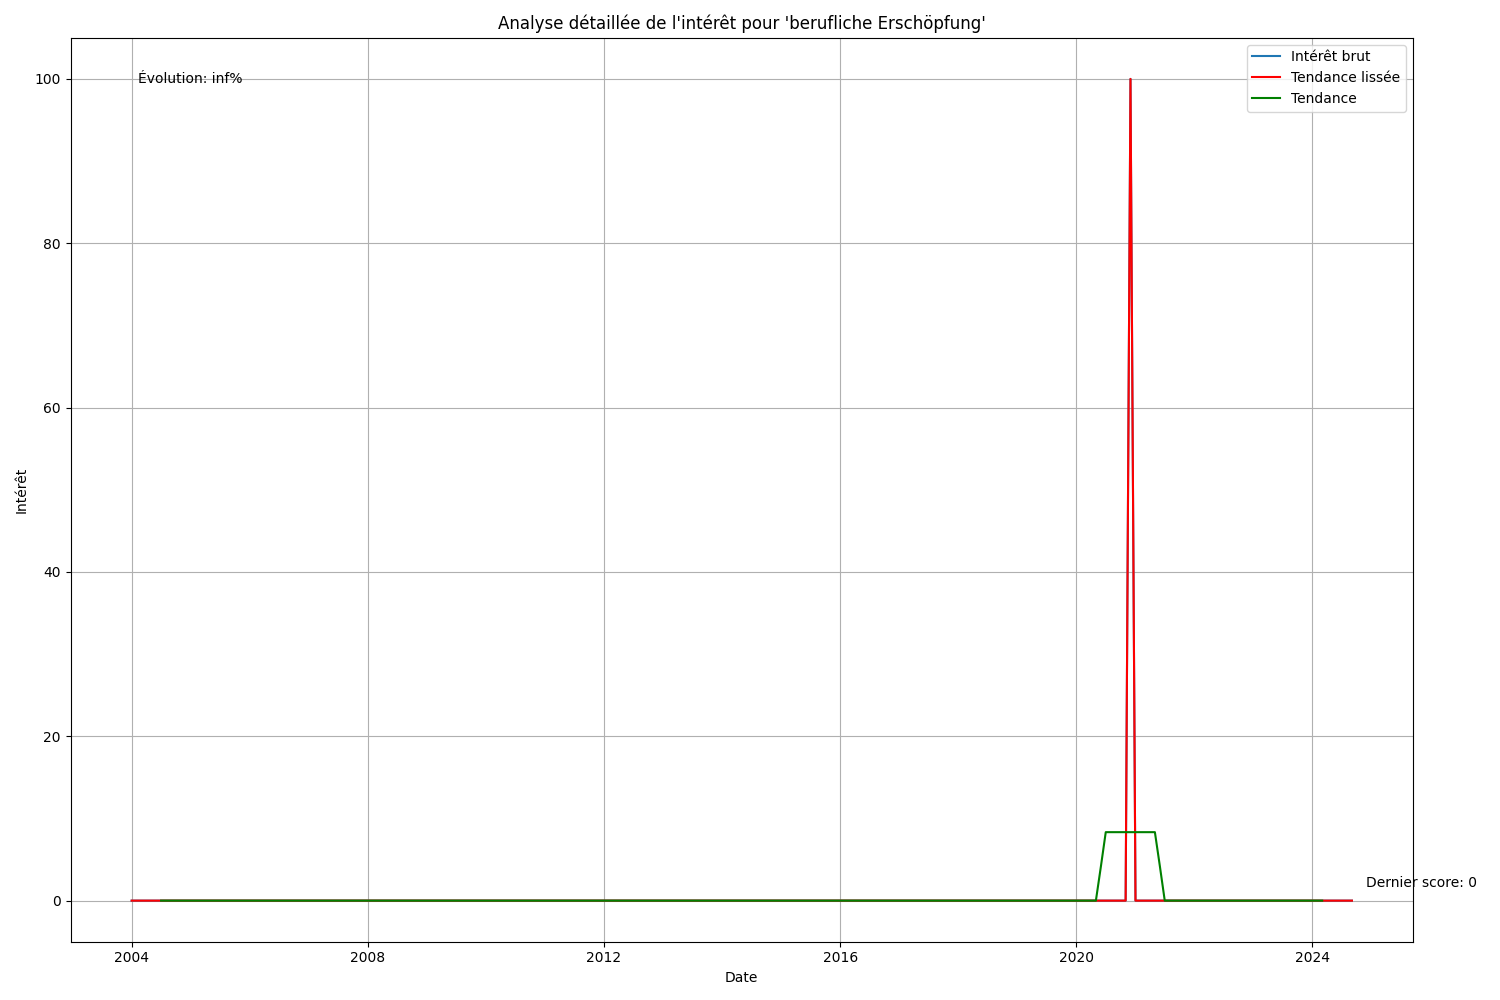 Analyse détaillée de l'intérêt pour 'berufliche Erschöpfung'
Évolution: inf%
Intérêt brut
Tendance lissée
Tendance
100
80
60
40
20
0
Intérêt
Dernier score: 0
2004
2008
2012
2016
2020
2024
Date